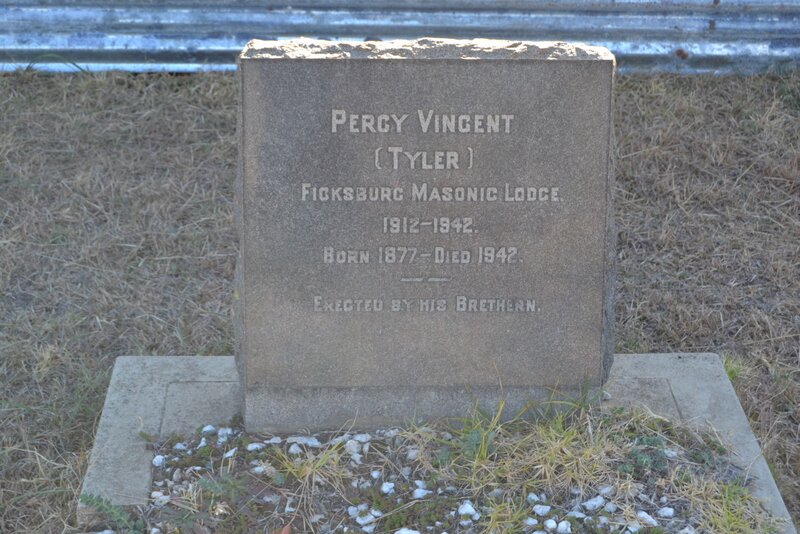 PERCY VINCENT
(TYLER)
FICKSBURG MASONIC LODGE.
1912-1942.
BORN 1877-DIED 1942.
ERECTED BY HIS BRETHERN.